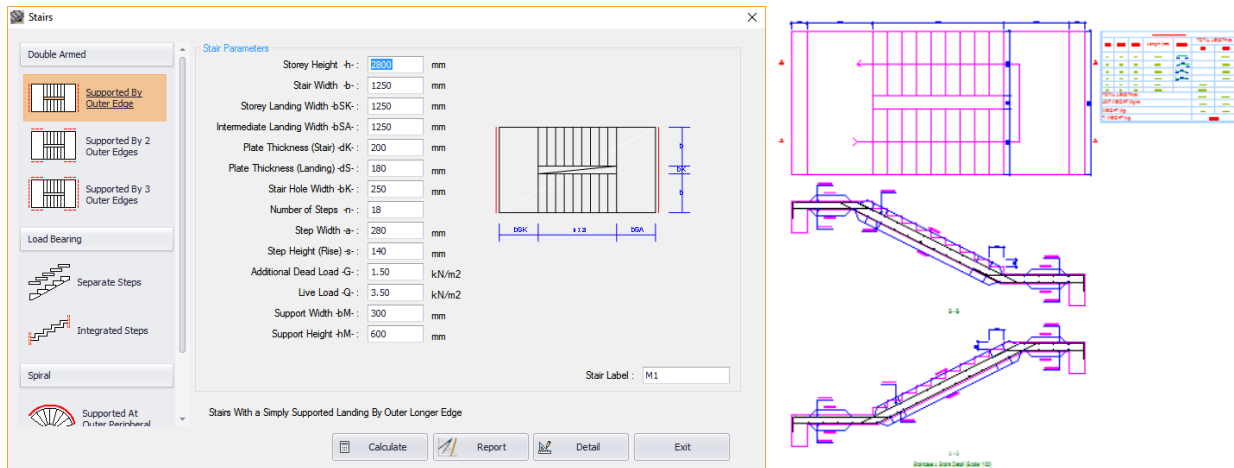 Stairs
Double Armed
Supported By
Outer Edge
Supported By 2
Outer Edges
Supported By 3
Outer Edges
Load Bearing
Separate Steps
Integrated Steps
Spiral
Supported At
Outer Peripheral
Stair Parameters
Storey Height -h- : 2800 mm
Stair Width -b- : 1250 mm
Storey Landing Width -bSK- : 1250 mm
Intermediate Landing Width -bSA- : 1250 mm
Plate Thickness (Stair) -dK- : 200 mm
Plate Thickness (Landing) -dS- : 180 mm
Stair Hole Width -bK- : 250 mm
Number of Steps -n- : 18
Step Width -a- : 280 mm
Step Height (Rise) -s- : 140 mm
Additional Dead Load -G- : 1.50 kN/m2
Live Load -Q- : 3.50 kN/m2
Support Width -bM- : 300 mm
Support Height -hM- : 600 mm
b
bK
b
bSK
bSA
Stair Label : M1
Stairs With a Simply Supported Landing By Outer Longer Edge
Calculate
Report
Detail
Exit